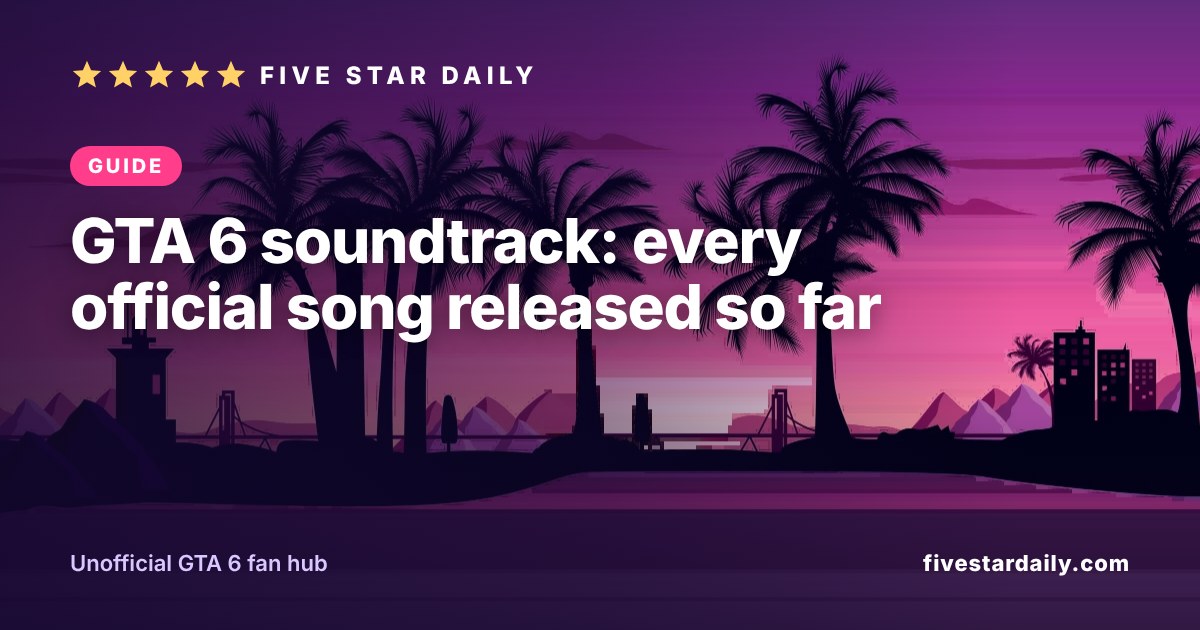 FIVE STAR DAILY
GUIDE
GTA 6 soundtrack: every
official song released so far
Unofficial GTA 6 fan hub
fivestardaily.com